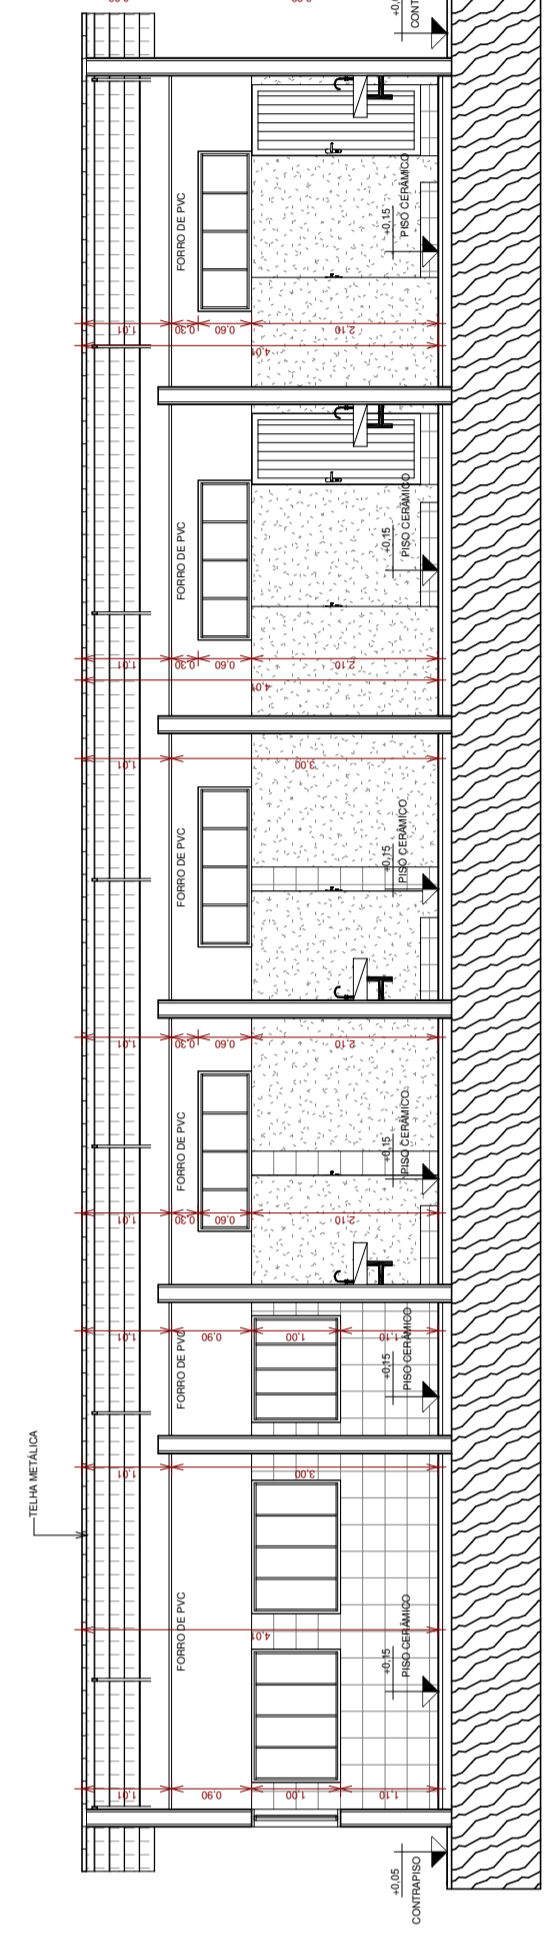 TELHA METÁLICA
1,01
1,01
1,01
1,01
1,01
1,01
1,01
1,01
FORRO DE PVC
FORRO DE PVC
FORRO DE PVC
FORRO DE PVC
FORRO DE PVC
FORRO DE PVC
0,30
0,30
0,30
0,30
0,90
0,90
0,60
0,60
0,60
0,60
4,01
4,01
4,01
1,00
3,00
1,00
3,00
2,10
2,10
2,10
2,10
1,10
1,10
+0,15
PISO CERÂMICO
+0,15
PISO CERÂMICO
+0,15
PISO CERÂMICO
+0,15
PISO CERÂMICO
+0,15
PISO CERÂMICO
+0,15
PISO CERÂMICO
+0,05
CONTRAPISO
+0,0
CONT